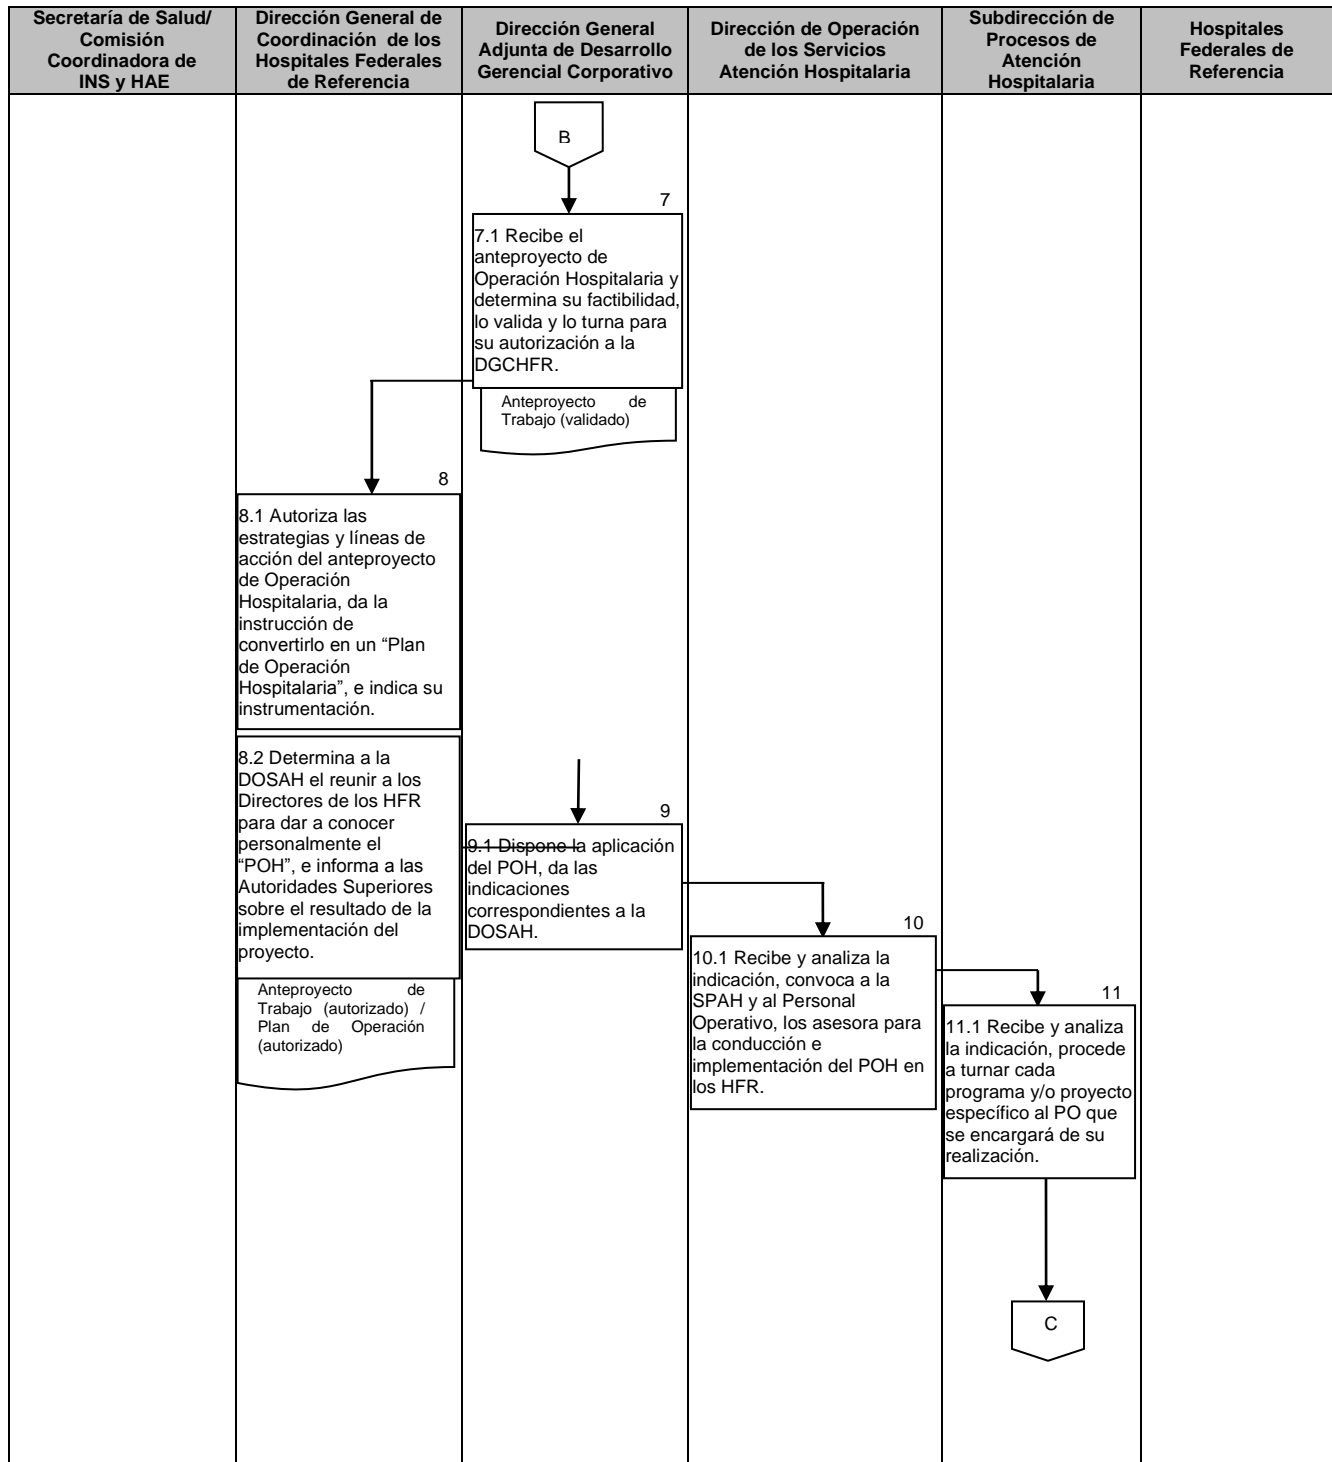 Secretaría de Salud/
Comisión
Coordinadora de
INS y HAE
Dirección General de
Coordinación de los
Hospitales Federales
de Referencia
Dirección General
Adjunta de Desarrollo
Gerencial Corporativo
Dirección de Operación
de los Servicios
Atención Hospitalaria
Subdirección de
Procesos de
Atención
Hospitalaria
Hospitales
Federales de
Referencia
B
7
7.1 Recibe el
anteproyecto de
Operación Hospitalaria y
determina su factibilidad,
lo valida y lo turna para
su autorización a la
DGCHFR.
Anteproyecto de
Trabajo (validado)
8
8.1 Autoriza las
estrategias y líneas de
acción del anteproyecto
de Operación
Hospitalaria, da la
instrucción de
convertirlo en un “Plan
de Operación
Hospitalaria”, e indica su
instrumentación.
8.2 Determina a la
DOSAH el reunir a los
Directores de los HFR
para dar a conocer
personalmente el
“POH”, e informa a las
Autoridades Superiores
sobre el resultado de la
implementación del
proyecto.
Anteproyecto de
Trabajo (autorizado) /
Plan de Operación
(autorizado)
9
9.1 Dispone la aplicación
del POH, da las
indicaciones
correspondientes a la
DOSAH.
10
10.1 Recibe y analiza la
indicación, convoca a la
SPAH y al Personal
Operativo, los asesora para
la conducción e
implementación del POH en
los HFR.
11
11.1 Recibe y analiza
la indicación, procede
a turnar cada
programa y/o proyecto
específico al PO que
se encargará de su
realización.
C